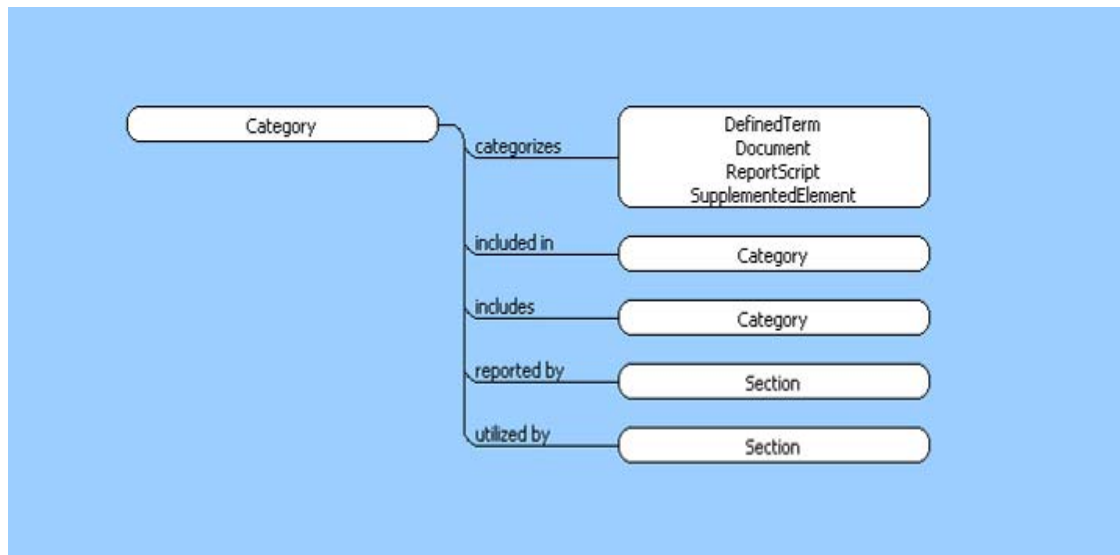 Category
categorizes
DefinedTerm
Document
ReportScript
SupplementedElement
included in
Category
includes
Category
reported by
Section
utilized by
Section